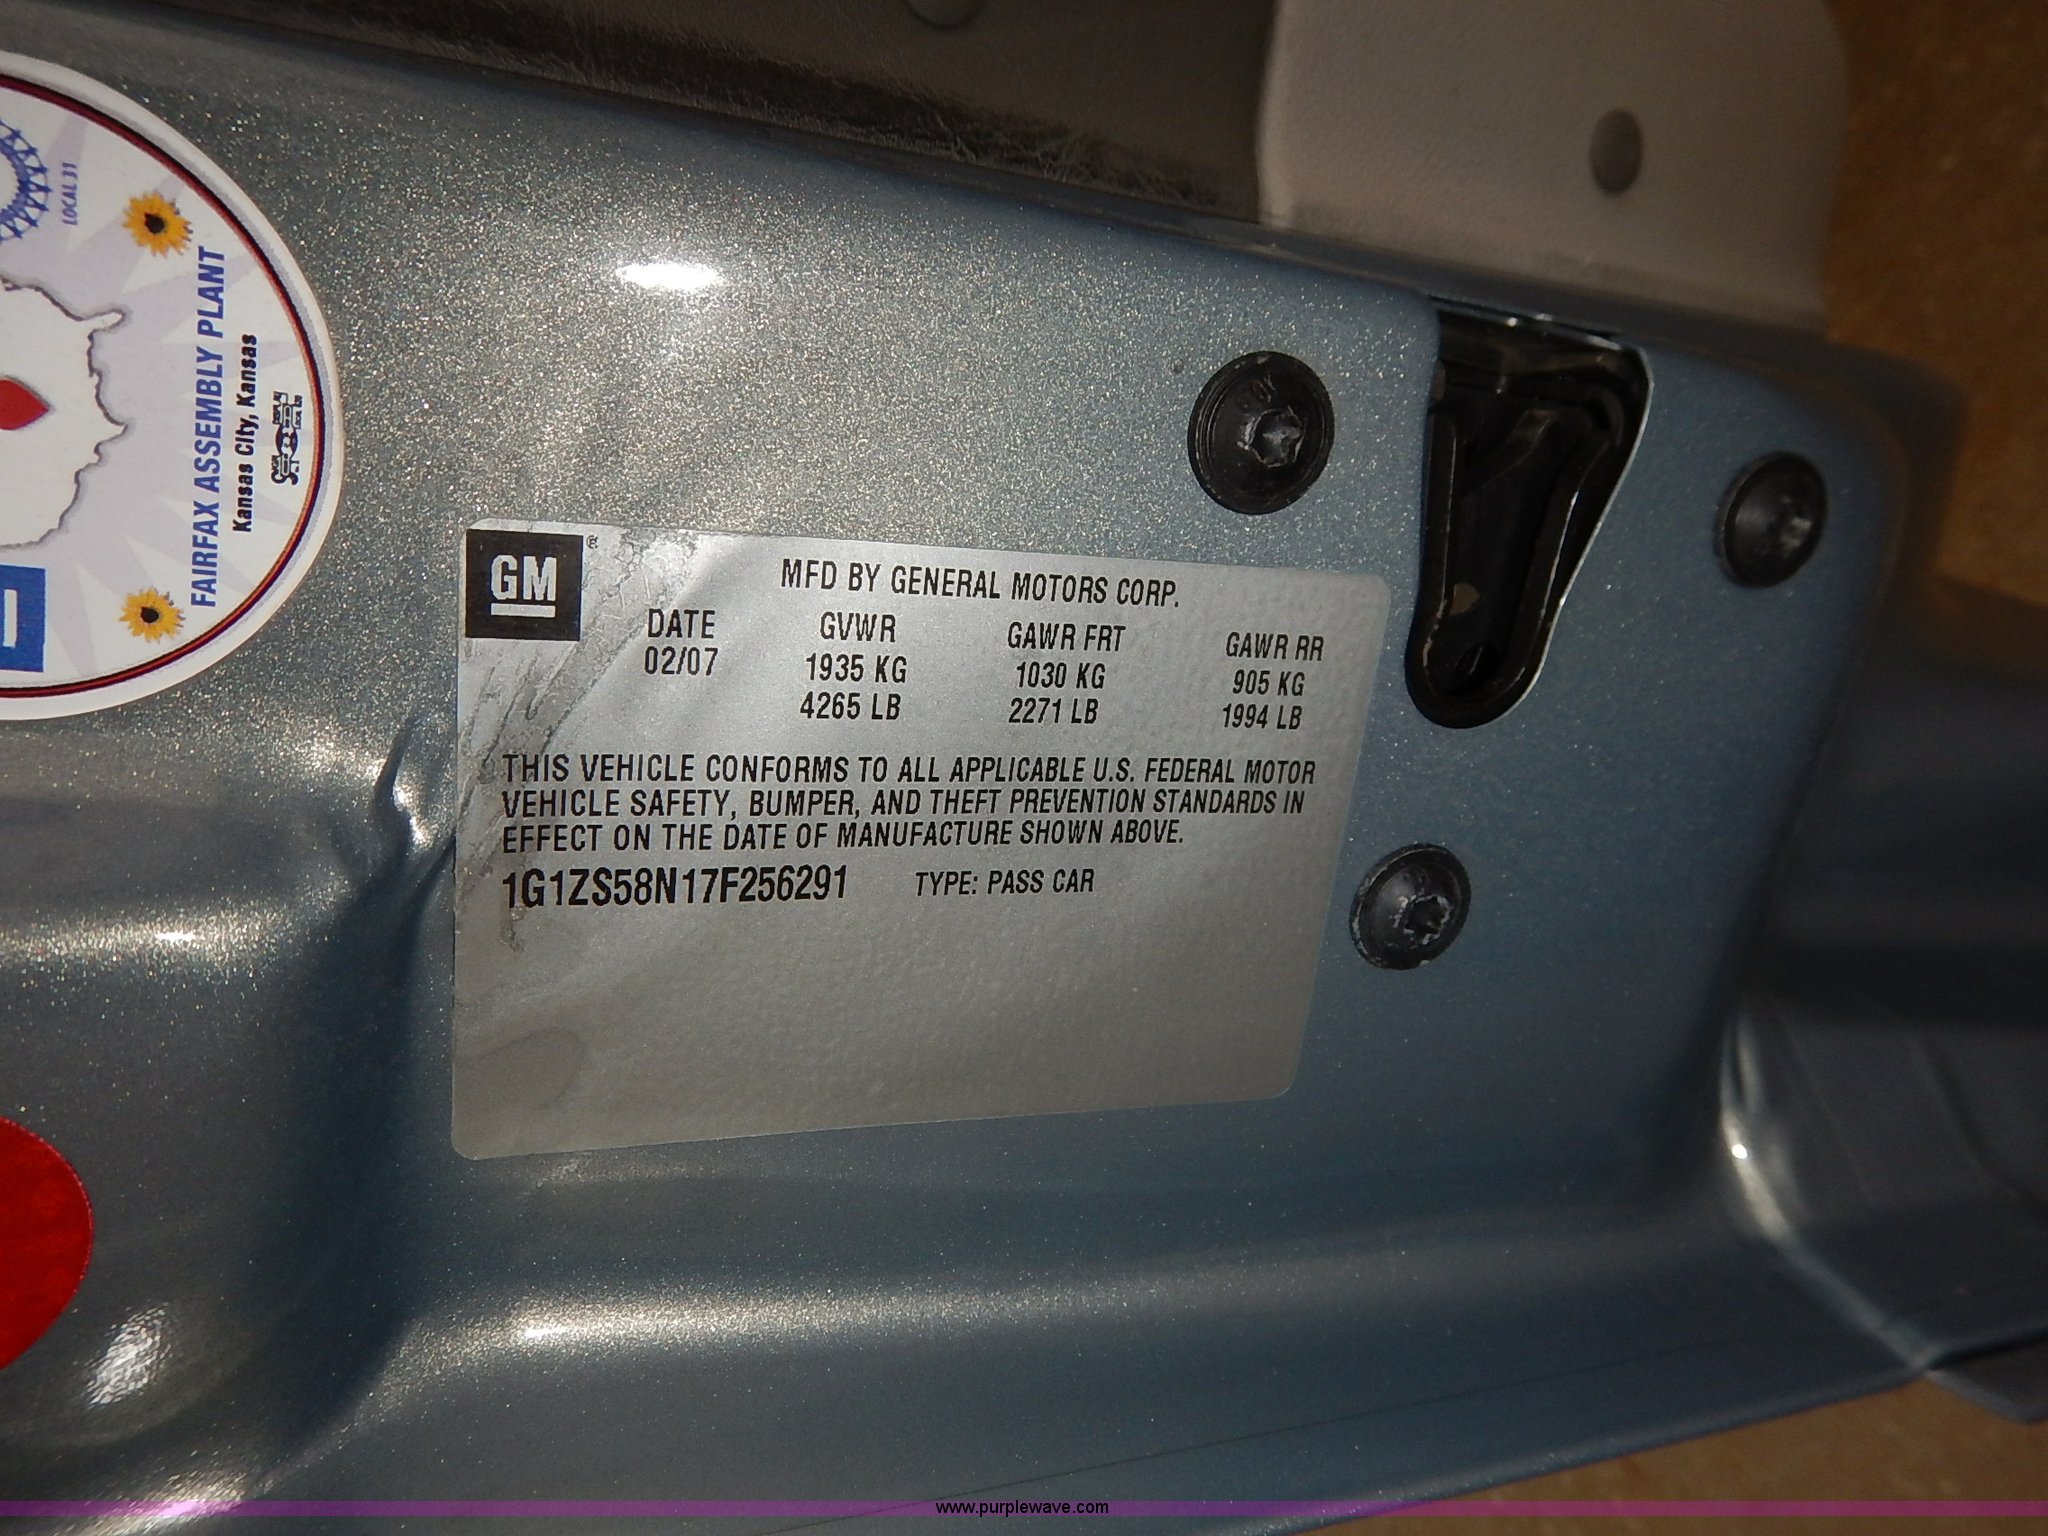 LOCAL 31
FAIRFAX ASSEMBLY PLANT
Kansas City, Kansas
GM
MFD BY GENERAL MOTORS CORP.
DATE GVWR GAWR FRT GAWR RR
02/07 1935 KG 1030 KG 905 KG
4265 LB 2271 LB 1994 LB
THIS VEHICLE CONFORMS TO ALL APPLICABLE U.S. FEDERAL MOTOR
VEHICLE SAFETY, BUMPER, AND THEFT PREVENTION STANDARDS IN
EFFECT ON THE DATE OF MANUFACTURE SHOWN ABOVE.
1G1ZS58N17F256291 TYPE: PASS CAR
www.purplewave.com